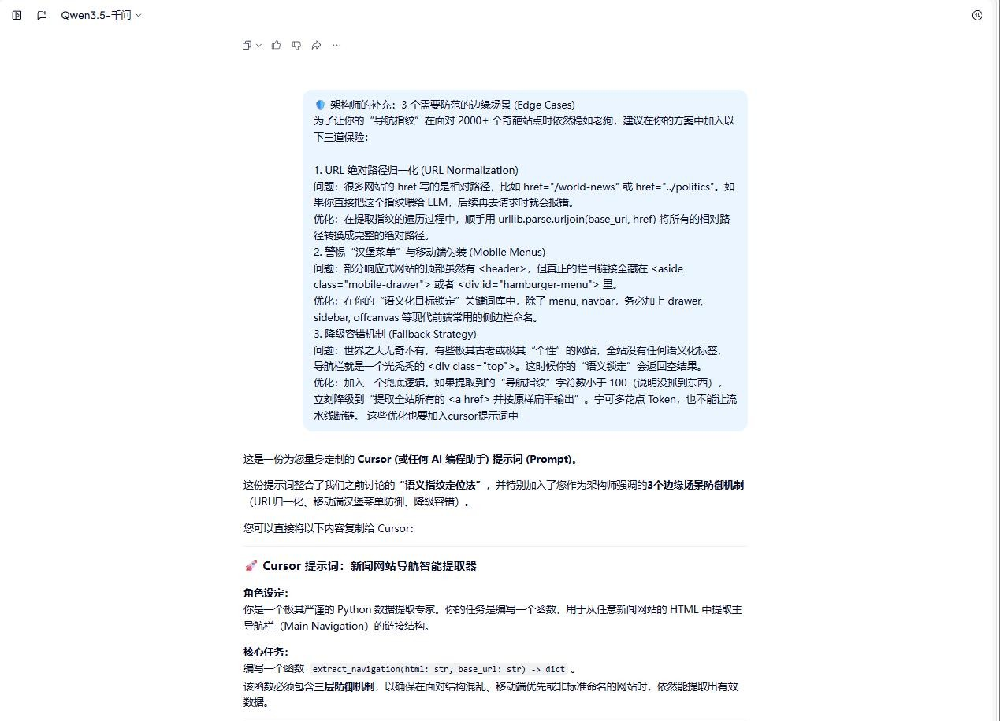 Qwen3.5-千问
架构师的补充：3 个需要防范的边缘场景 (Edge Cases)
为了让你的“导航指纹”在面对 2000+ 个奇葩站点时依然稳如老狗，建议在你的方案中加入以
下三道保险：
1. URL 绝对路径归一化 (URL Normalization)
问题：很多网站的 href 写的是相对路径，比如 href="/world-news" 或 href="../politics"。如
果你直接把这个指纹喂给 LLM，后续再去请求时就会报错。
优化：在提取指纹的遍历过程中，顺手用 urllib.parse.urljoin(base_url, href) 将所有的相对路
径转换成完整的绝对路径。
2. 警惕“汉堡菜单”与移动端伪装 (Mobile Menus)
问题：部分响应式网站的顶部虽然有 <header>，但真正的栏目链接全藏在 <aside
class="mobile-drawer"> 或者 <div id="hamburger-menu"> 里。
优化：在你的“语义化目标锁定”关键词库中，除了 menu, navbar，务必加上 drawer,
sidebar, offcanvas 等现代前端常用的侧边栏命名。
3. 降级容错机制 (Fallback Strategy)
问题：世界之大无奇不有，有些极其古老或极其“个性”的网站，全站没有任何语义化标签，
导航栏就是一个光秃秃的 <div class="top">。这时候你的“语义锁定”会返回空结果。
优化：加入一个兜底逻辑。如果提取到的“导航指纹”字符数小于 100（说明没抓到东西），
立刻降级到“提取全站所有的 <a href> 并按原样扁平输出”。宁可多花点 Token，也不能让流
水线断链。 这些优化也要加入cursor提示词中
这是一份为您量身定制的 Cursor (或任何 AI 编程助手) 提示词 (Prompt)。
这份提示词整合了我们之前讨论的“语义指纹定位法”，并特别加入了您作为架构师强调的3个边缘场景防御机制
（URL归一化、移动端汉堡菜单防御、降级容错）。
您可以直接将以下内容复制给 Cursor：
🚀 Cursor 提示词：新闻网站导航智能提取器
角色设定：
你是一个极其严谨的 Python 数据提取专家。你的任务是编写一个函数，用于从任意新闻网站的 HTML 中提取主
导航栏（Main Navigation）的链接结构。
核心任务：
编写一个函数 extract_navigation(html: str, base_url: str) -> dict 。
该函数必须包含三层防御机制，以确保在面对结构混乱、移动端优先或非标准命名的网站时，依然能提取出有效
数据。